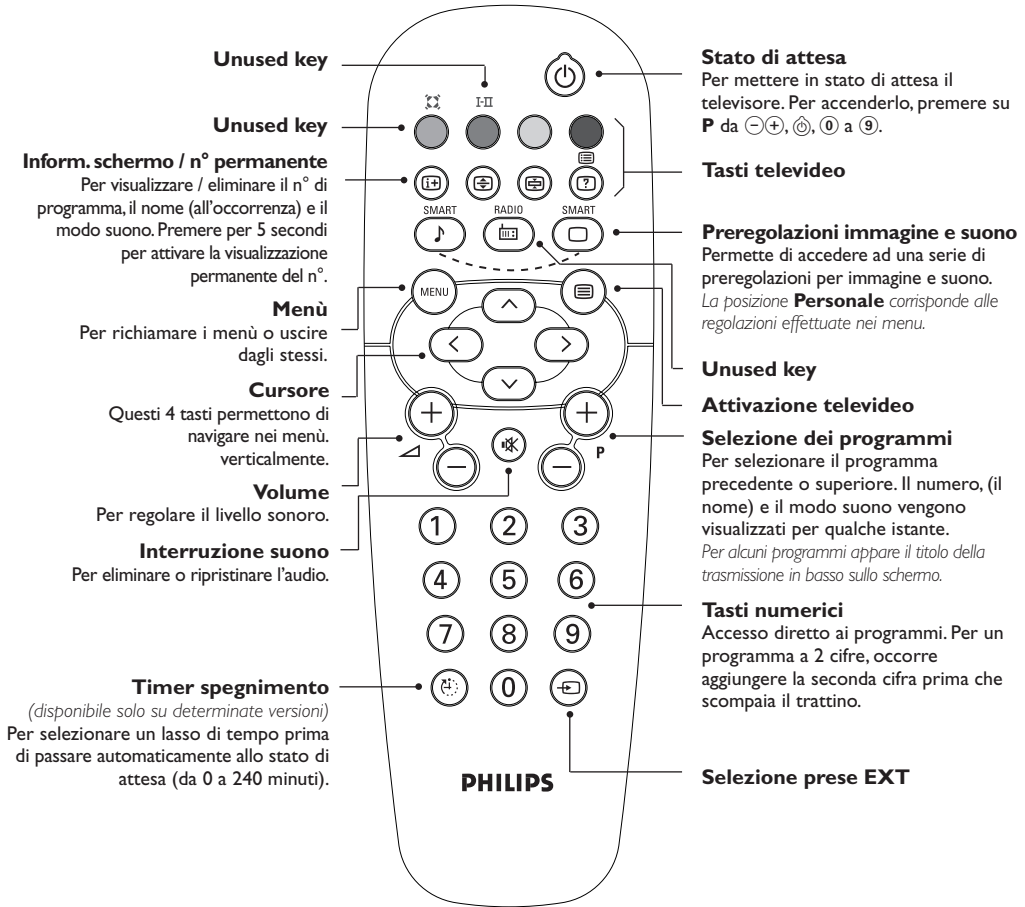 Unused key
Unused key
Inform. schermo / n° permanente
Per visualizzare / eliminare il n° di
programma, il nome (all'occorrenza) e il
modo suono. Premere per 5 secondi
per attivare la visualizzazione
permanente del n°.
Menù
Per richiamare i menù o uscire
dagli stessi.
Cursore
Questi 4 tasti permettono di
navigare nei menù.
verticalmente.
Volume
Per regolare il livello sonoro.
Interruzione suono
Per eliminare o ripristinare l'audio.
Timer spegnimento
(disponibile solo su determinate versioni)
Per selezionare un lasso di tempo prima
di passare automaticamente allo stato di
attesa (da 0 a 240 minuti).
I-II
i+
?
SMART
RADIO
SMART
MENU
+
+
−
−
P
1
2
3
4
5
6
7
8
9
0
PHILIPS
Stato di attesa
Per mettere in stato di attesa il
televisore. Per accenderlo, premere su
P da −+, , 0 a 9.
Tasti televideo
Preregolazioni immagine e suono
Permette di accedere ad una serie di
preregolazioni per immagine e suono.
La posizione Personale corrisponde alle
regolazioni effettuate nei menu.
Unused key
Attivazione televideo
Selezione dei programmi
Per selezionare il programma
precedente o superiore. Il numero, (il
nome) e il modo suono vengono
visualizzati per qualche istante.
Per alcuni programmi appare il titolo della
trasmissione in basso sullo schermo.
Tasti numerici
Accesso diretto ai programmi. Per un
programma a 2 cifre, occorre
aggiungere la seconda cifra prima che
scompaia il trattino.
Selezione prese EXT